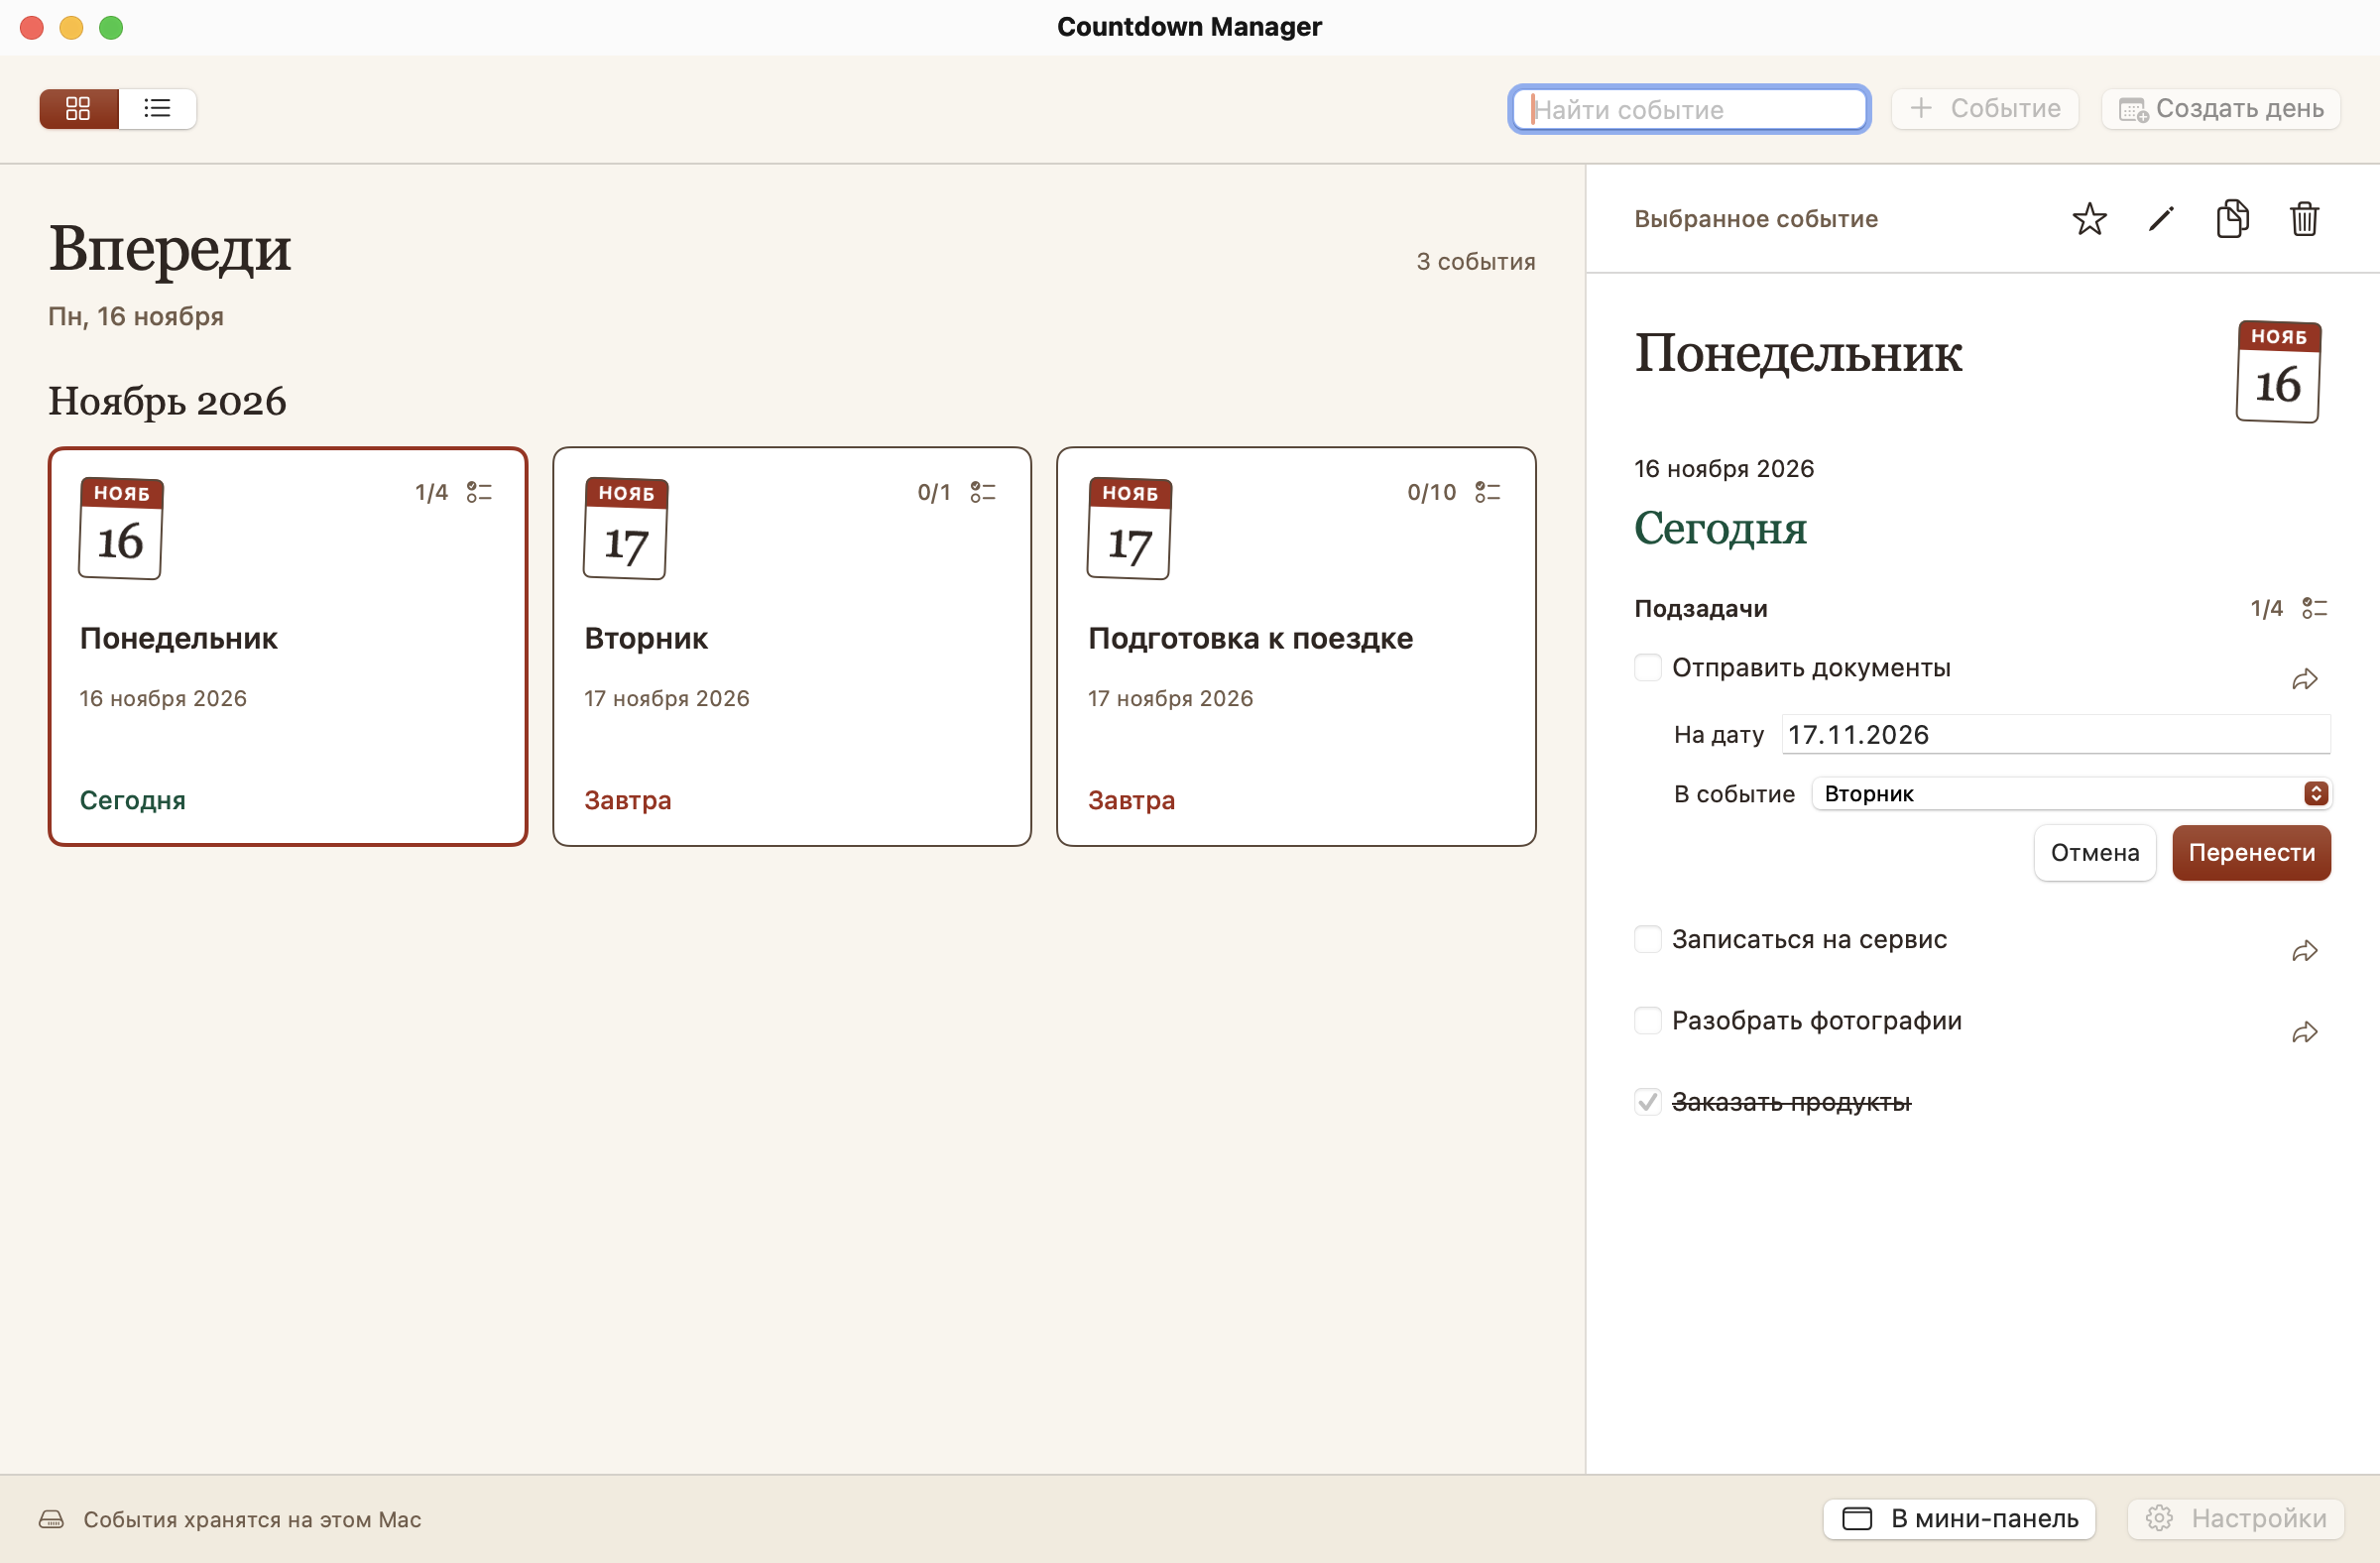 Countdown Manager
Найти событие
Событие
Создать день
Впереди
3 события
Пн, 16 ноября
Ноябрь 2026
НОЯБ
16
1/4
Понедельник
16 ноября 2026
Сегодня
НОЯБ
17
0/1
Вторник
17 ноября 2026
Завтра
НОЯБ
17
0/10
Подготовка к поездке
17 ноября 2026
Завтра
Выбранное событие
Понедельник
НОЯБ
16
16 ноября 2026
Сегодня
Подзадачи
1/4
Отправить документы
На дату 17.11.2026
В событие Вторник
Отмена
Перенести
Записаться на сервис
Разобрать фотографии
Заказать продукты
События хранятся на этом Mac
В мини-панель
Настройки